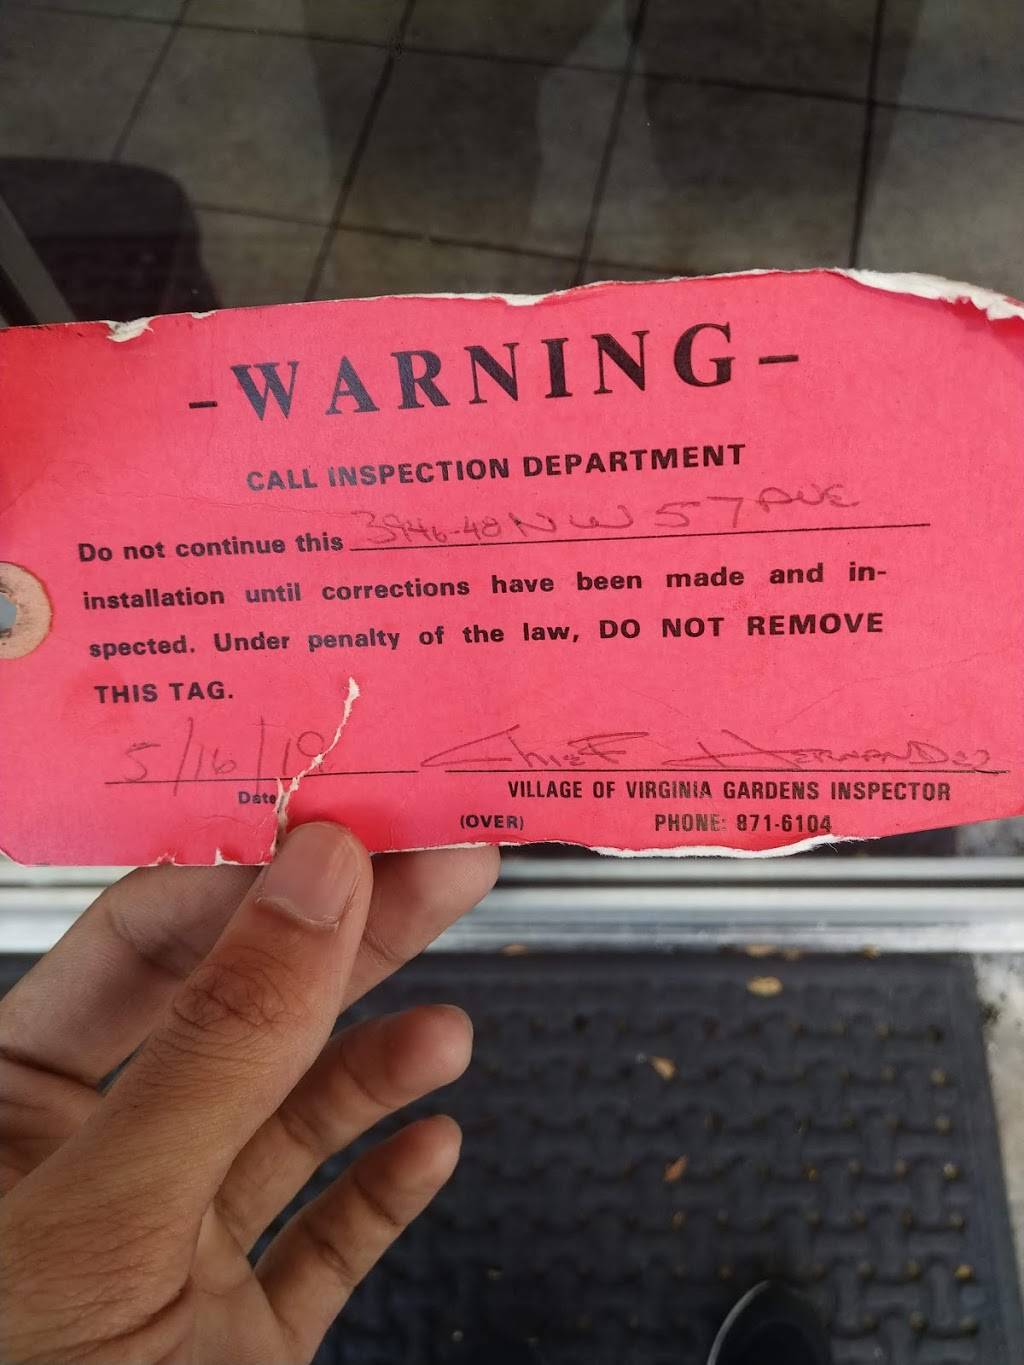 -WARNING-
CALL INSPECTION DEPARTMENT
Do not continue this 3946-48 NW 57 AVE
installation until corrections have been made and in-
spected. Under penalty of the law, DO NOT REMOVE
THIS TAG.
5/16/19 Chief Hernandez
Date VILLAGE OF VIRGINIA GARDENS INSPECTOR
(OVER) PHONE: 871-6104